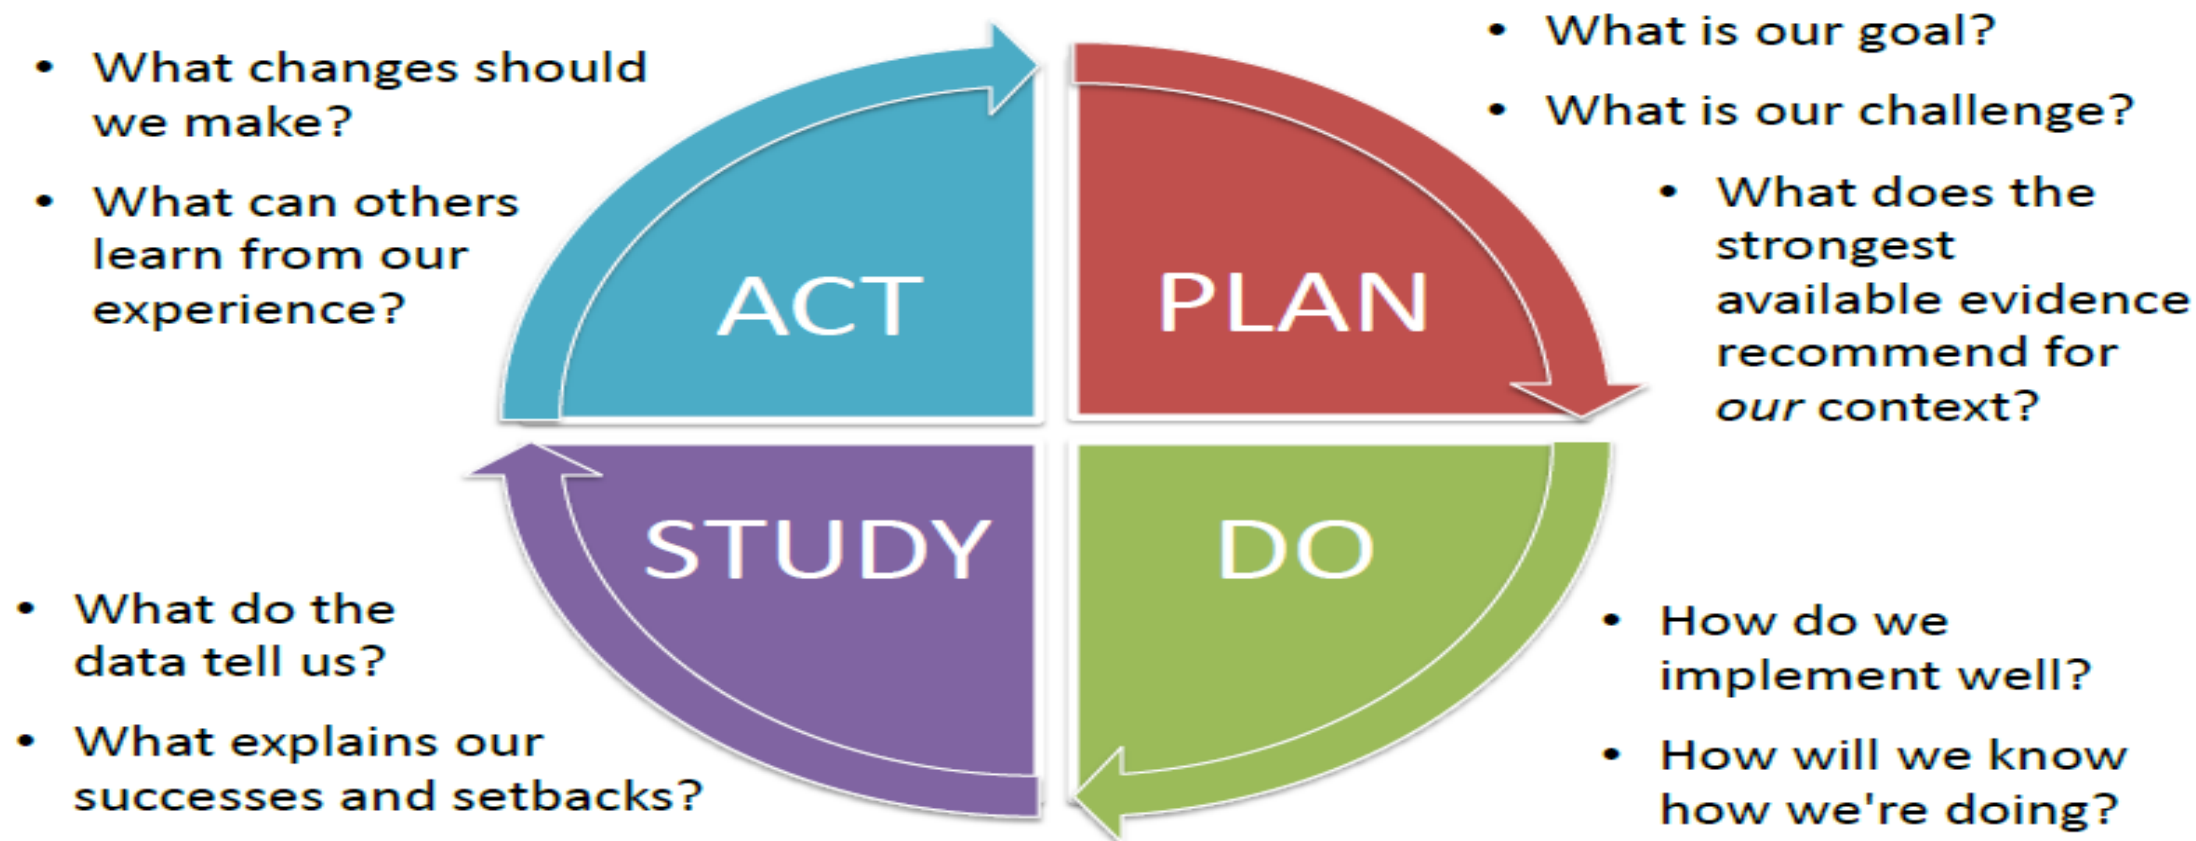 • What changes should
we make?
• What can others
learn from our
experience?
ACT
PLAN
• What is our goal?
• What is our challenge?
• What does the
strongest
available evidence
recommend for
our context?
STUDY
DO
• What do the
data tell us?
• What explains our
successes and setbacks?
• How do we
implement well?
• How will we know
how we're doing?